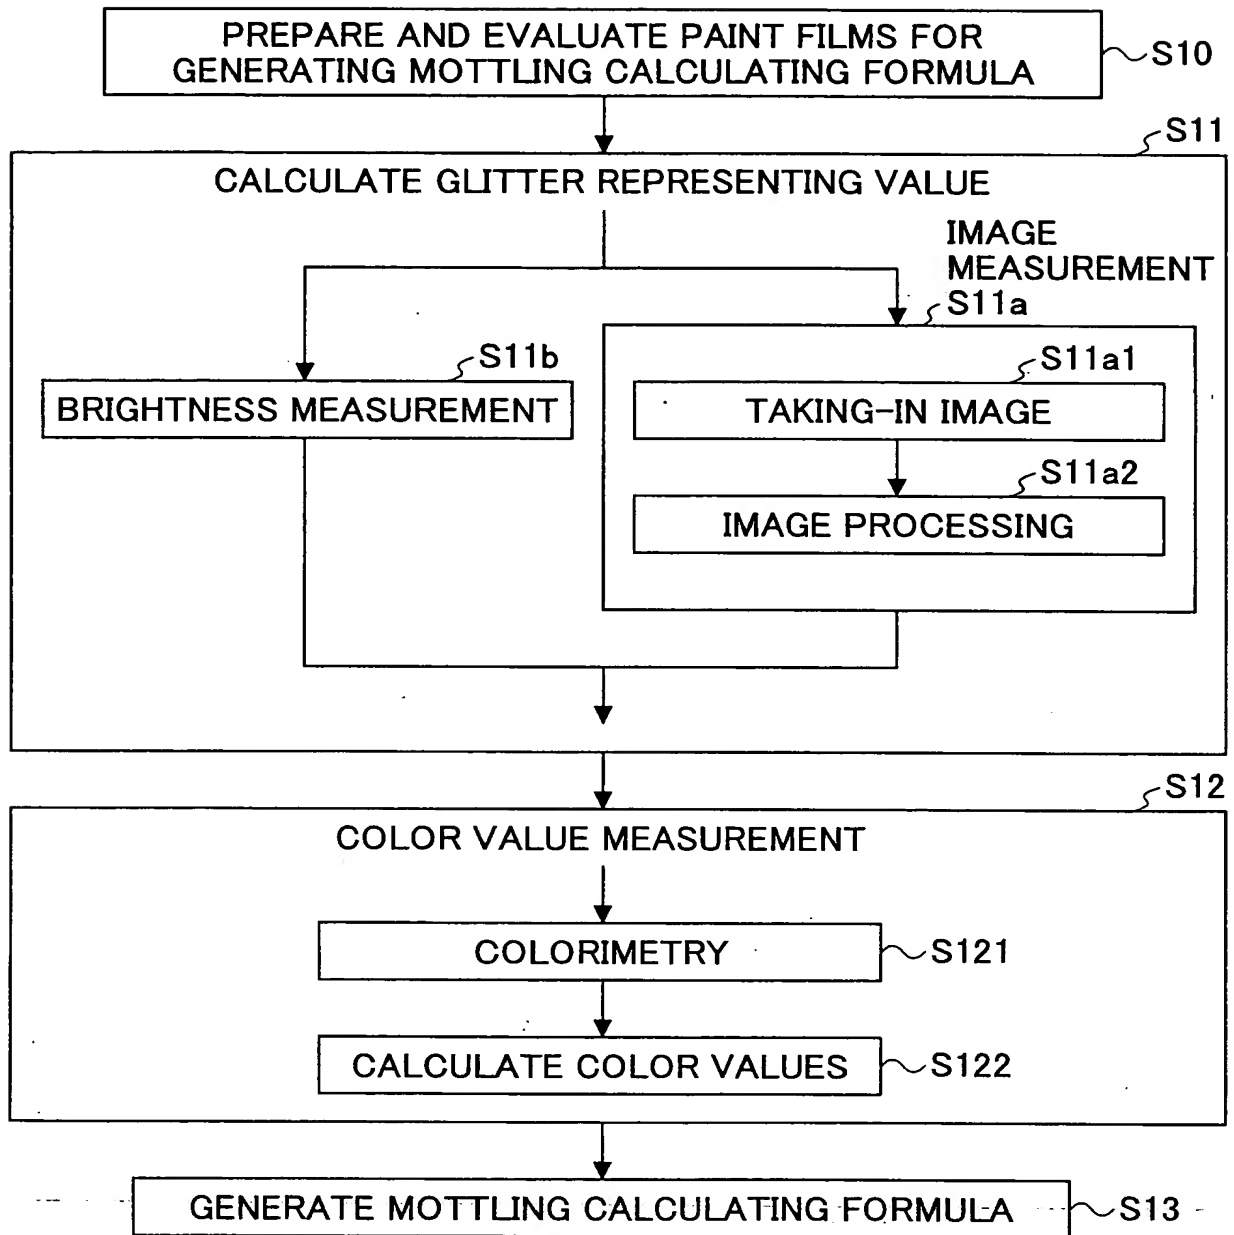 PREPARE AND EVALUATE PAINT FILMS FOR
GENERATING MOTTLING CALCULATING FORMULA
S10
S11
CALCULATE GLITTER REPRESENTING VALUE
IMAGE
MEASUREMENT
S11a
S11b
BRIGHTNESS MEASUREMENT
S11a1
TAKING-IN IMAGE
S11a2
IMAGE PROCESSING
S12
COLOR VALUE MEASUREMENT
COLORIMETRY
S121
CALCULATE COLOR VALUES
S122
GENERATE MOTTLING CALCULATING FORMULA
S13